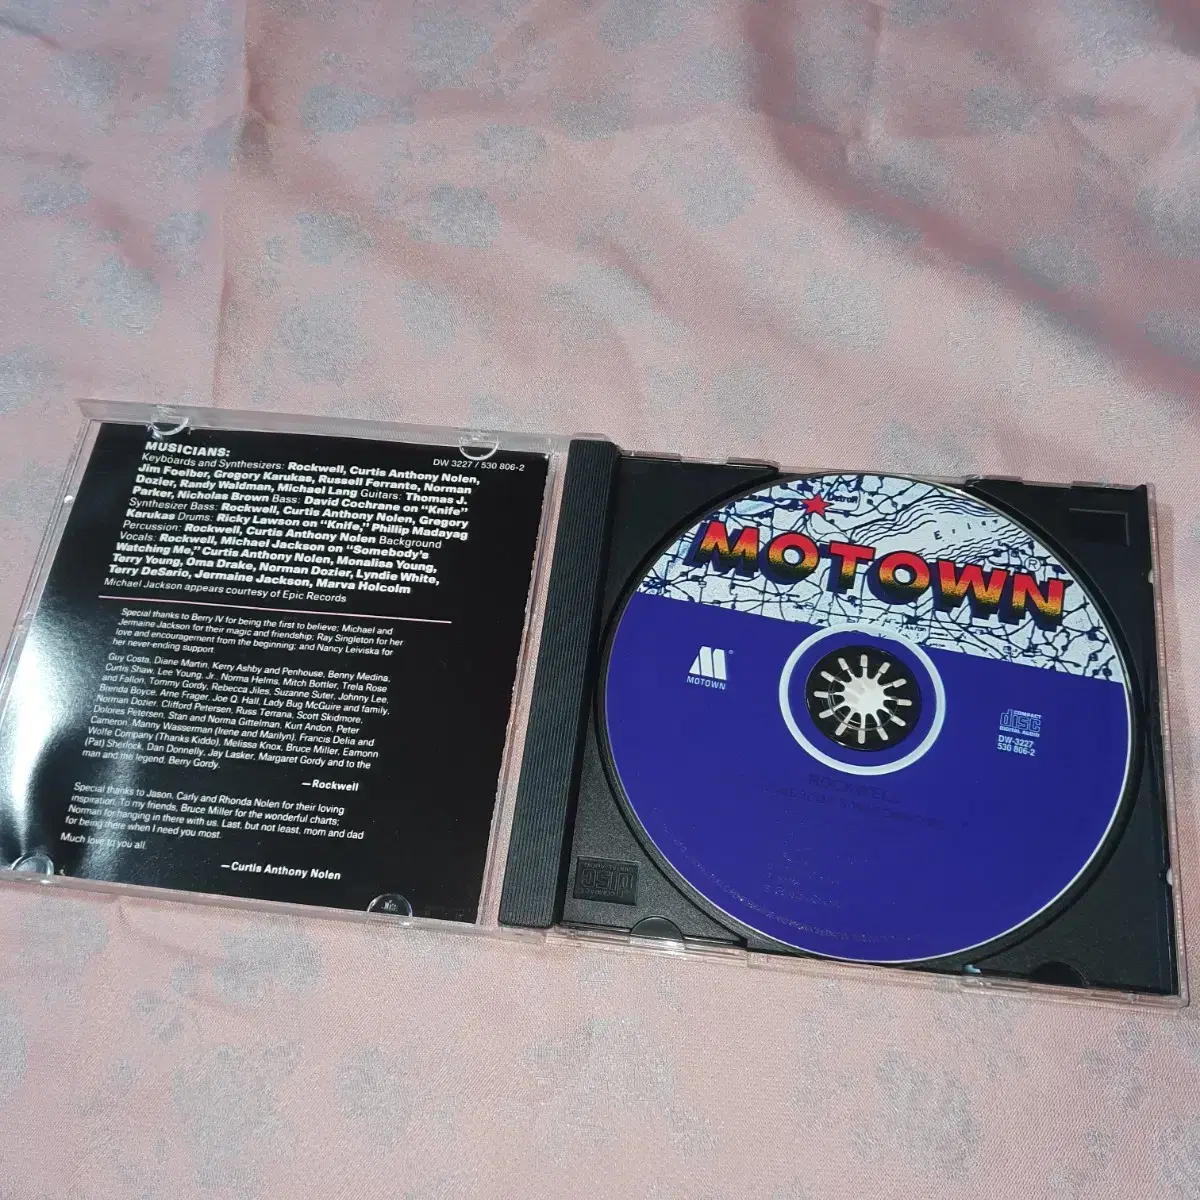 MUSICIANS:
DW 3227 / 530 806-2
Keyboards and Synthesizers: Rockwell, Curtis Anthony Nolen,
Jim Foelber, Gregory Karukas, Russell Ferranto, Norman
Dozler, Randy Waldman, Michael Lang Guitars: Thomas J.
Parker, Nicholas Brown Bass: David Cochrane on "Knife"
Synthesizer Bass: Rockwell, Curtis Anthony Nolen, Gregory
Karukas Drums: Ricky Lawson on "Knife," Phillip Madayag
Percussion: Rockwell, Curtis Anthony Nolen Background
Vocals: Rockwell, Michael Jackson on "Somebody's
Watching Me," Curtis Anthony Nolen, Monalisa Young,
Terry Young, Oma Drake, Norman Dozier, Lyndie White,
Terry DeSario, Jermaine Jackson, Marva Holcolm
Michael Jackson appears courtesy of Epic Records
Special thanks to Berry IV for being the first to believe; Michael and
Jermaine Jackson for their magic and friendship; Ray Singleton for her
love and encouragement from the beginning; and Nancy Leiviska for
her never-ending support.
Guy Costa, Diane Martin, Kerry Ashby and Penhouse, Benny Medina,
Curtis Shaw, Lee Young, Jr., Norma Helms, Mitch Bottler, Trela Rose
and Fallon, Tommy Gordy, Rebecca Jiles, Suzanne Suter, Johnny Lee,
Brenda Boyce, Arne Frager, Joe Q. Hall, Lady Bug McGuire and family,
Norman Dozier, Clifford Petersen, Russ Terrana, Scott Skidmore,
Dolores Petersen, Stan and Norma Gittelman, Kurt Andon, Peter
Cameron, Manny Wasserman (Irene and Marilyn), Francis Delia and
Wolfe Company (Thanks Kiddo), Melissa Knox, Bruce Miller, Eamonn
(Pat) Sherlock, Dan Donnelly, Jay Lasker, Margaret Gordy and to the
man and the legend, Berry Gordy.
—Rockwell
Special thanks to Jason, Carly and Rhonda Nolen for their loving
inspiration. To my friends, Bruce Miller for the wonderful charts;
Norman for hanging in there with us. Last, but not least, mom and dad
for being there when I need you most.
Much love to you all.
—Curtis Anthony Nolen
Detroit
Erie
MOTOWN®
MOTOWN®
COMPACT
disc
DIGITAL AUDIO
DW-3227
530 806-2
ROCKWELL
COMPACT
disc